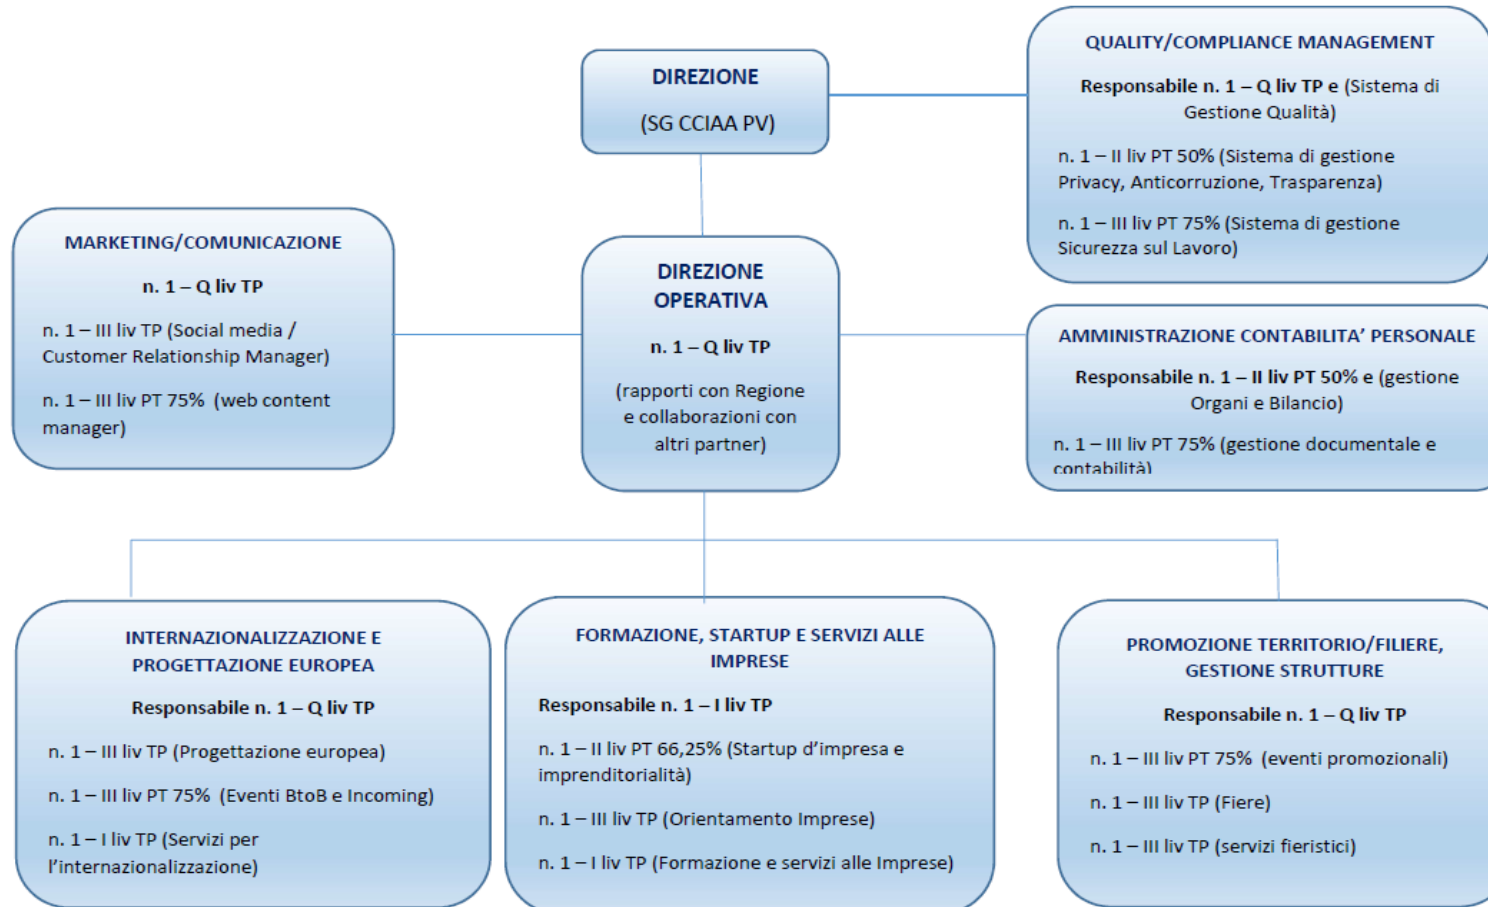 DIREZIONE
(SG CCIAA PV)
QUALITY/COMPLIANCE MANAGEMENT
Responsabile n. 1 – Q liv TP e (Sistema di
Gestione Qualità)
n. 1 – II liv PT 50% (Sistema di gestione
Privacy, Anticorruzione, Trasparenza)
n. 1 – III liv PT 75% (Sistema di gestione
Sicurezza sul Lavoro)
MARKETING/COMUNICAZIONE
n. 1 – Q liv TP
n. 1 – III liv TP (Social media /
Customer Relationship Manager)
n. 1 – III liv PT 75% (web content
manager)
DIREZIONE
OPERATIVA
n. 1 – Q liv TP
(rapporti con Regione
e collaborazioni con
altri partner)
AMMINISTRAZIONE CONTABILITA’ PERSONALE
Responsabile n. 1 – II liv PT 50% e (gestione
Organi e Bilancio)
n. 1 – III liv PT 75% (gestione documentale e
contabilità)
INTERNAZIONALIZZAZIONE E
PROGETTAZIONE EUROPEA
Responsabile n. 1 – Q liv TP
n. 1 – III liv TP (Progettazione europea)
n. 1 – III liv PT 75% (Eventi BtoB e Incoming)
n. 1 – I liv TP (Servizi per
l’internazionalizzazione)
FORMAZIONE, STARTUP E SERVIZI ALLE
IMPRESE
Responsabile n. 1 – I liv TP
n. 1 – II liv PT 66,25% (Startup d’impresa e
imprenditorialità)
n. 1 – III liv TP (Orientamento Imprese)
n. 1 – I liv TP (Formazione e servizi alle Imprese)
PROMOZIONE TERRITORIO/FILIERE,
GESTIONE STRUTTURE
Responsabile n. 1 – Q liv TP
n. 1 – III liv PT 75% (eventi promozionali)
n. 1 – III liv TP (Fiere)
n. 1 – III liv TP (servizi fieristici)